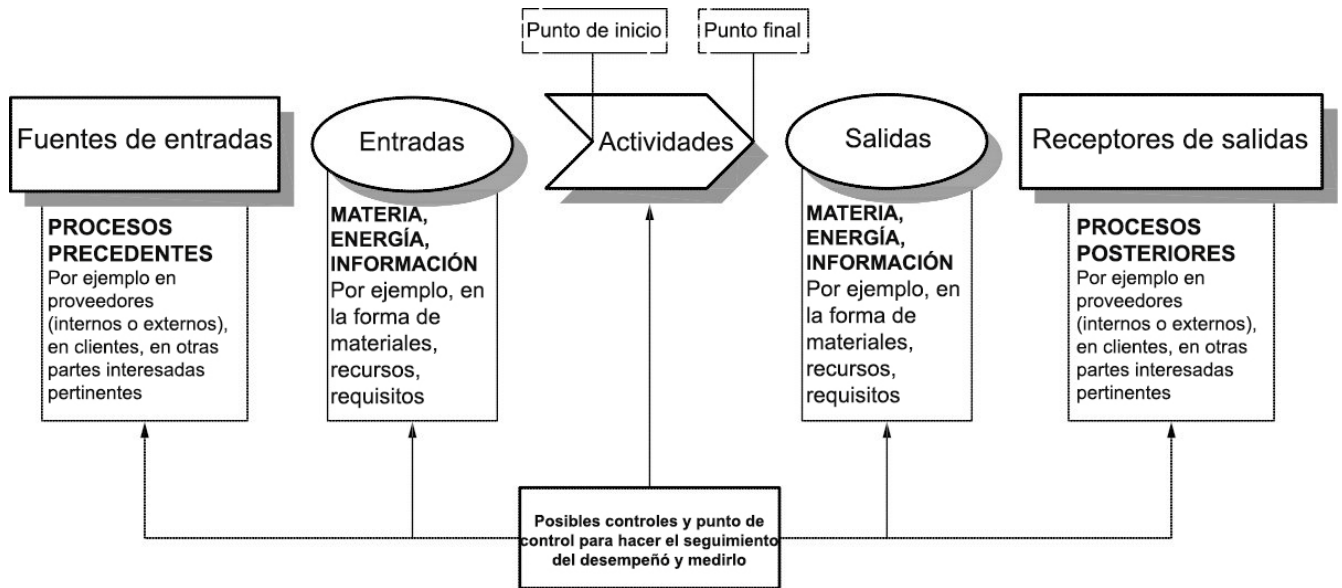 Punto de inicio
Punto final
Fuentes de entradas
Entradas
Actividades
Salidas
Receptores de salidas
PROCESOS
PRECEDENTES
Por ejemplo en
proveedores
(internos o externos),
en clientes, en otras
partes interesadas
pertinentes
MATERIA,
ENERGÍA,
INFORMACIÓN
Por ejemplo, en
la forma de
materiales,
recursos,
requisitos
MATERIA,
ENERGÍA,
INFORMACIÓN
Por ejemplo, en
la forma de
materiales,
recursos,
requisitos
PROCESOS
POSTERIORES
Por ejemplo en
proveedores
(internos o externos),
en clientes, en otras
partes interesadas
pertinentes
Posibles controles y punto de
control para hacer el seguimiento
del desempeñó y medirlo